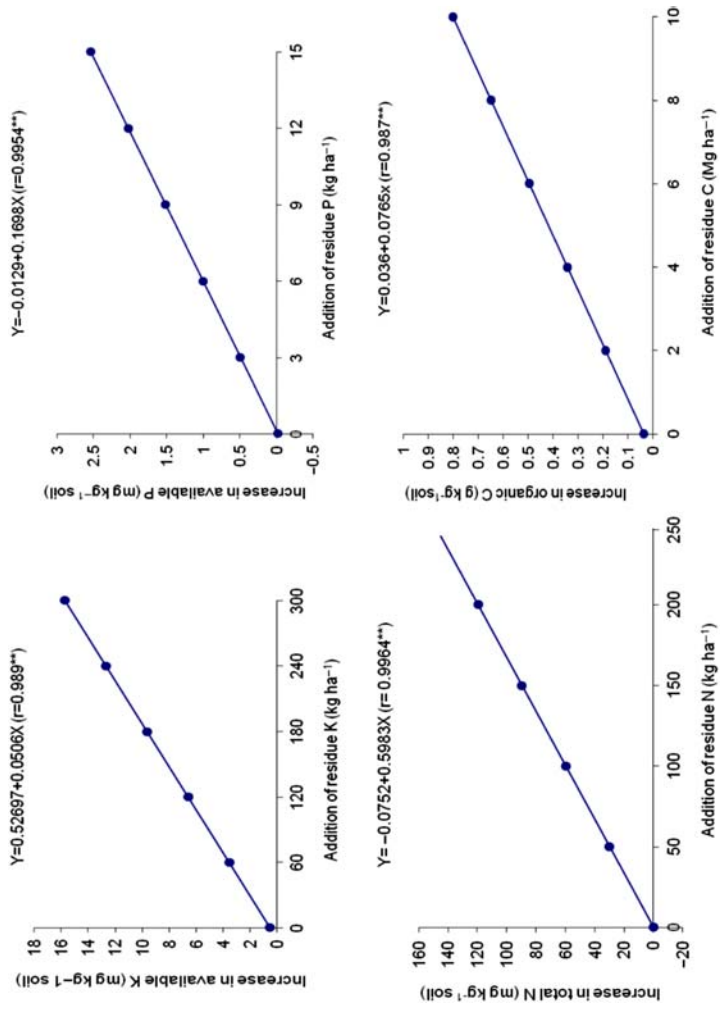 Y=0.52697+0.0506X (r=0.989**)
Increase in available K (mg kg−1 soil)
18
16
14
12
10
8
6
4
2
0
0 60 120 180 240 300
Addition of residue K (kg ha⁻¹)
Y=−0.0129+0.1698X (r=0.9954**)
Increase in available P (mg kg⁻¹ soil)
3
2.5
2
1.5
1
0.5
0
-0.5
0 3 6 9 12 15
Addition of residue P (kg ha⁻¹)
Y= −0.0752+0.5983X (r= 0.9964**)
Increase in total N (mg kg⁻¹ soil)
160
140
120
100
80
60
40
20
0
-20
0 50 100 150 200 250
Addition of residue N (kg ha⁻¹)
Y=0.036+0.0765x (r=0.987**)
Increase in organic C (g kg⁻¹soil)
1
0.9
0.8
0.7
0.6
0.5
0.4
0.3
0.2
0.1
0
0 2 4 6 8 10
Addition of residue C (Mg ha⁻¹)